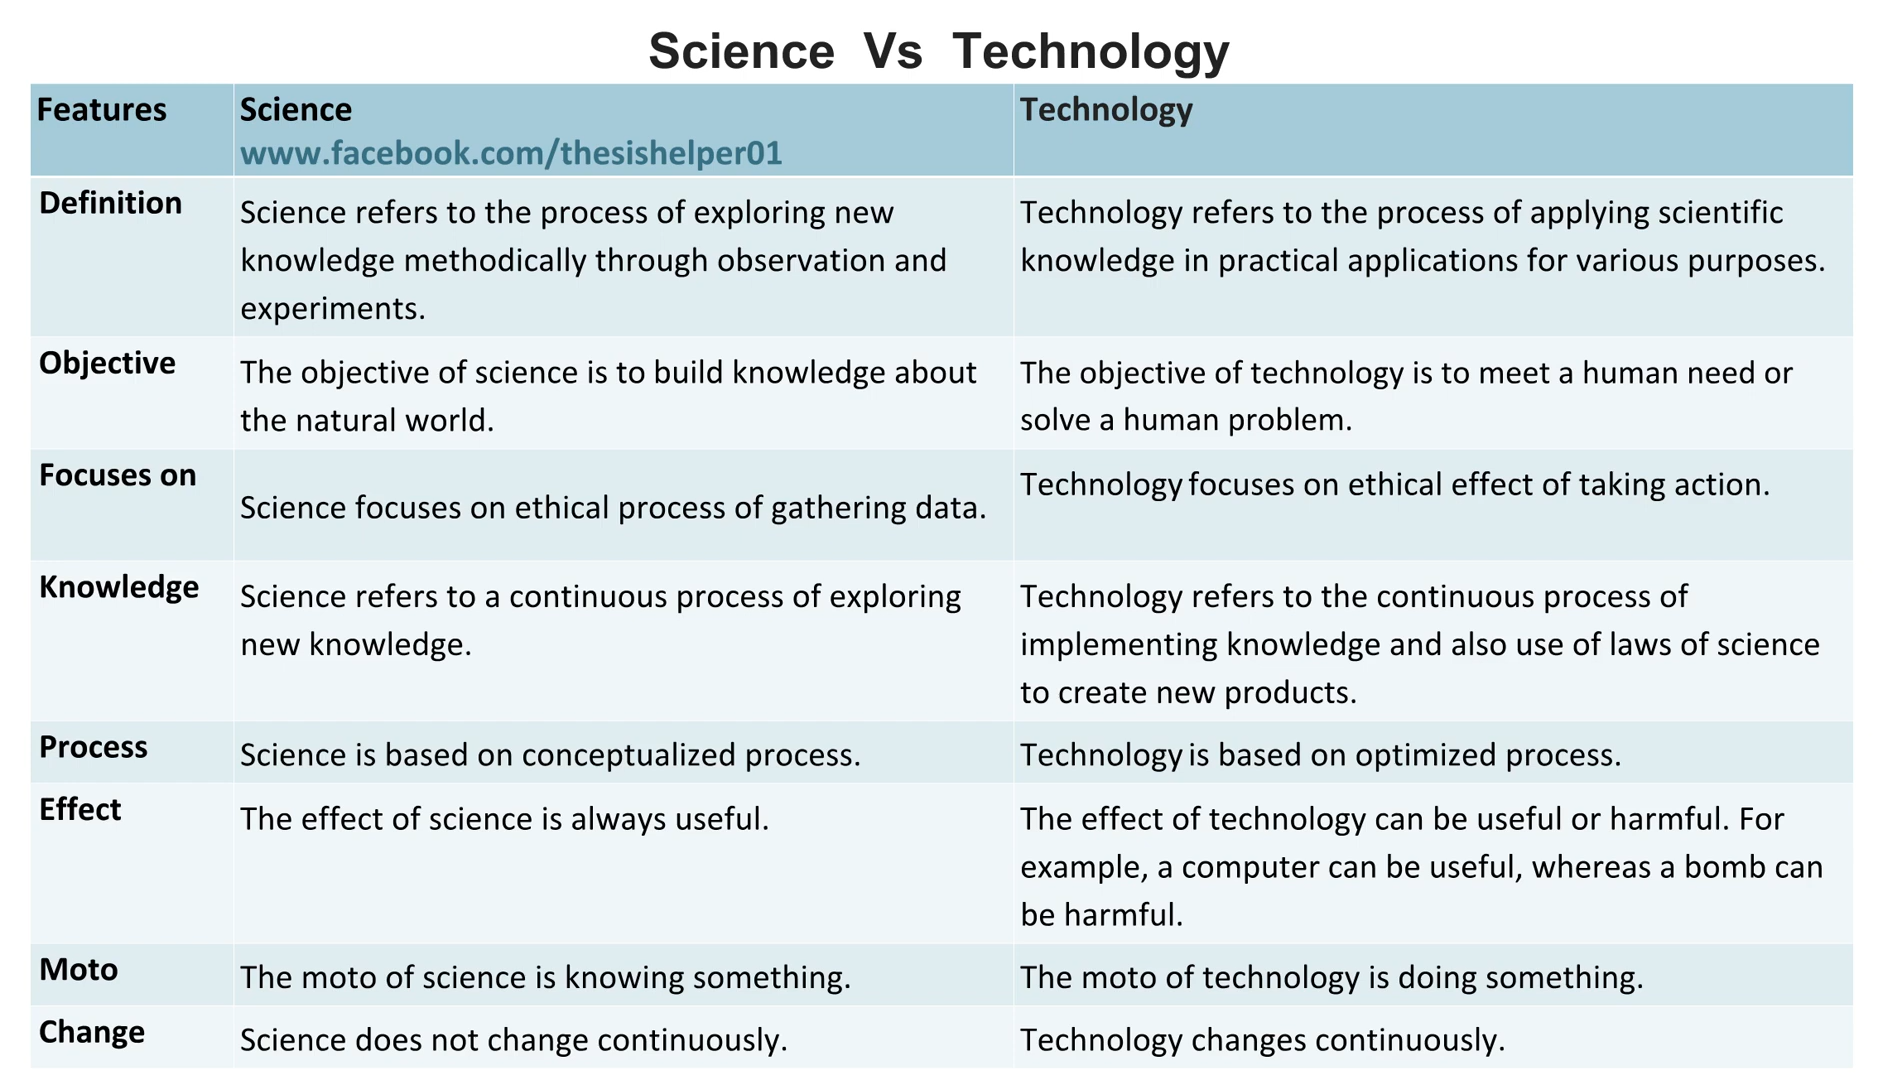 Science Vs Technology
Features
Science
www.facebook.com/thesishelper01
Technology
Definition
Science refers to the process of exploring new
knowledge methodically through observation and
experiments.
Technology refers to the process of applying scientific
knowledge in practical applications for various purposes.
Objective
The objective of science is to build knowledge about
the natural world.
The objective of technology is to meet a human need or
solve a human problem.
Focuses on
Science focuses on ethical process of gathering data.
Technology focuses on ethical effect of taking action.
Knowledge
Science refers to a continuous process of exploring
new knowledge.
Technology refers to the continuous process of
implementing knowledge and also use of laws of science
to create new products.
Process
Science is based on conceptualized process.
Technology is based on optimized process.
Effect
The effect of science is always useful.
The effect of technology can be useful or harmful. For
example, a computer can be useful, whereas a bomb can
be harmful.
Moto
The moto of science is knowing something.
The moto of technology is doing something.
Change
Science does not change continuously.
Technology changes continuously.